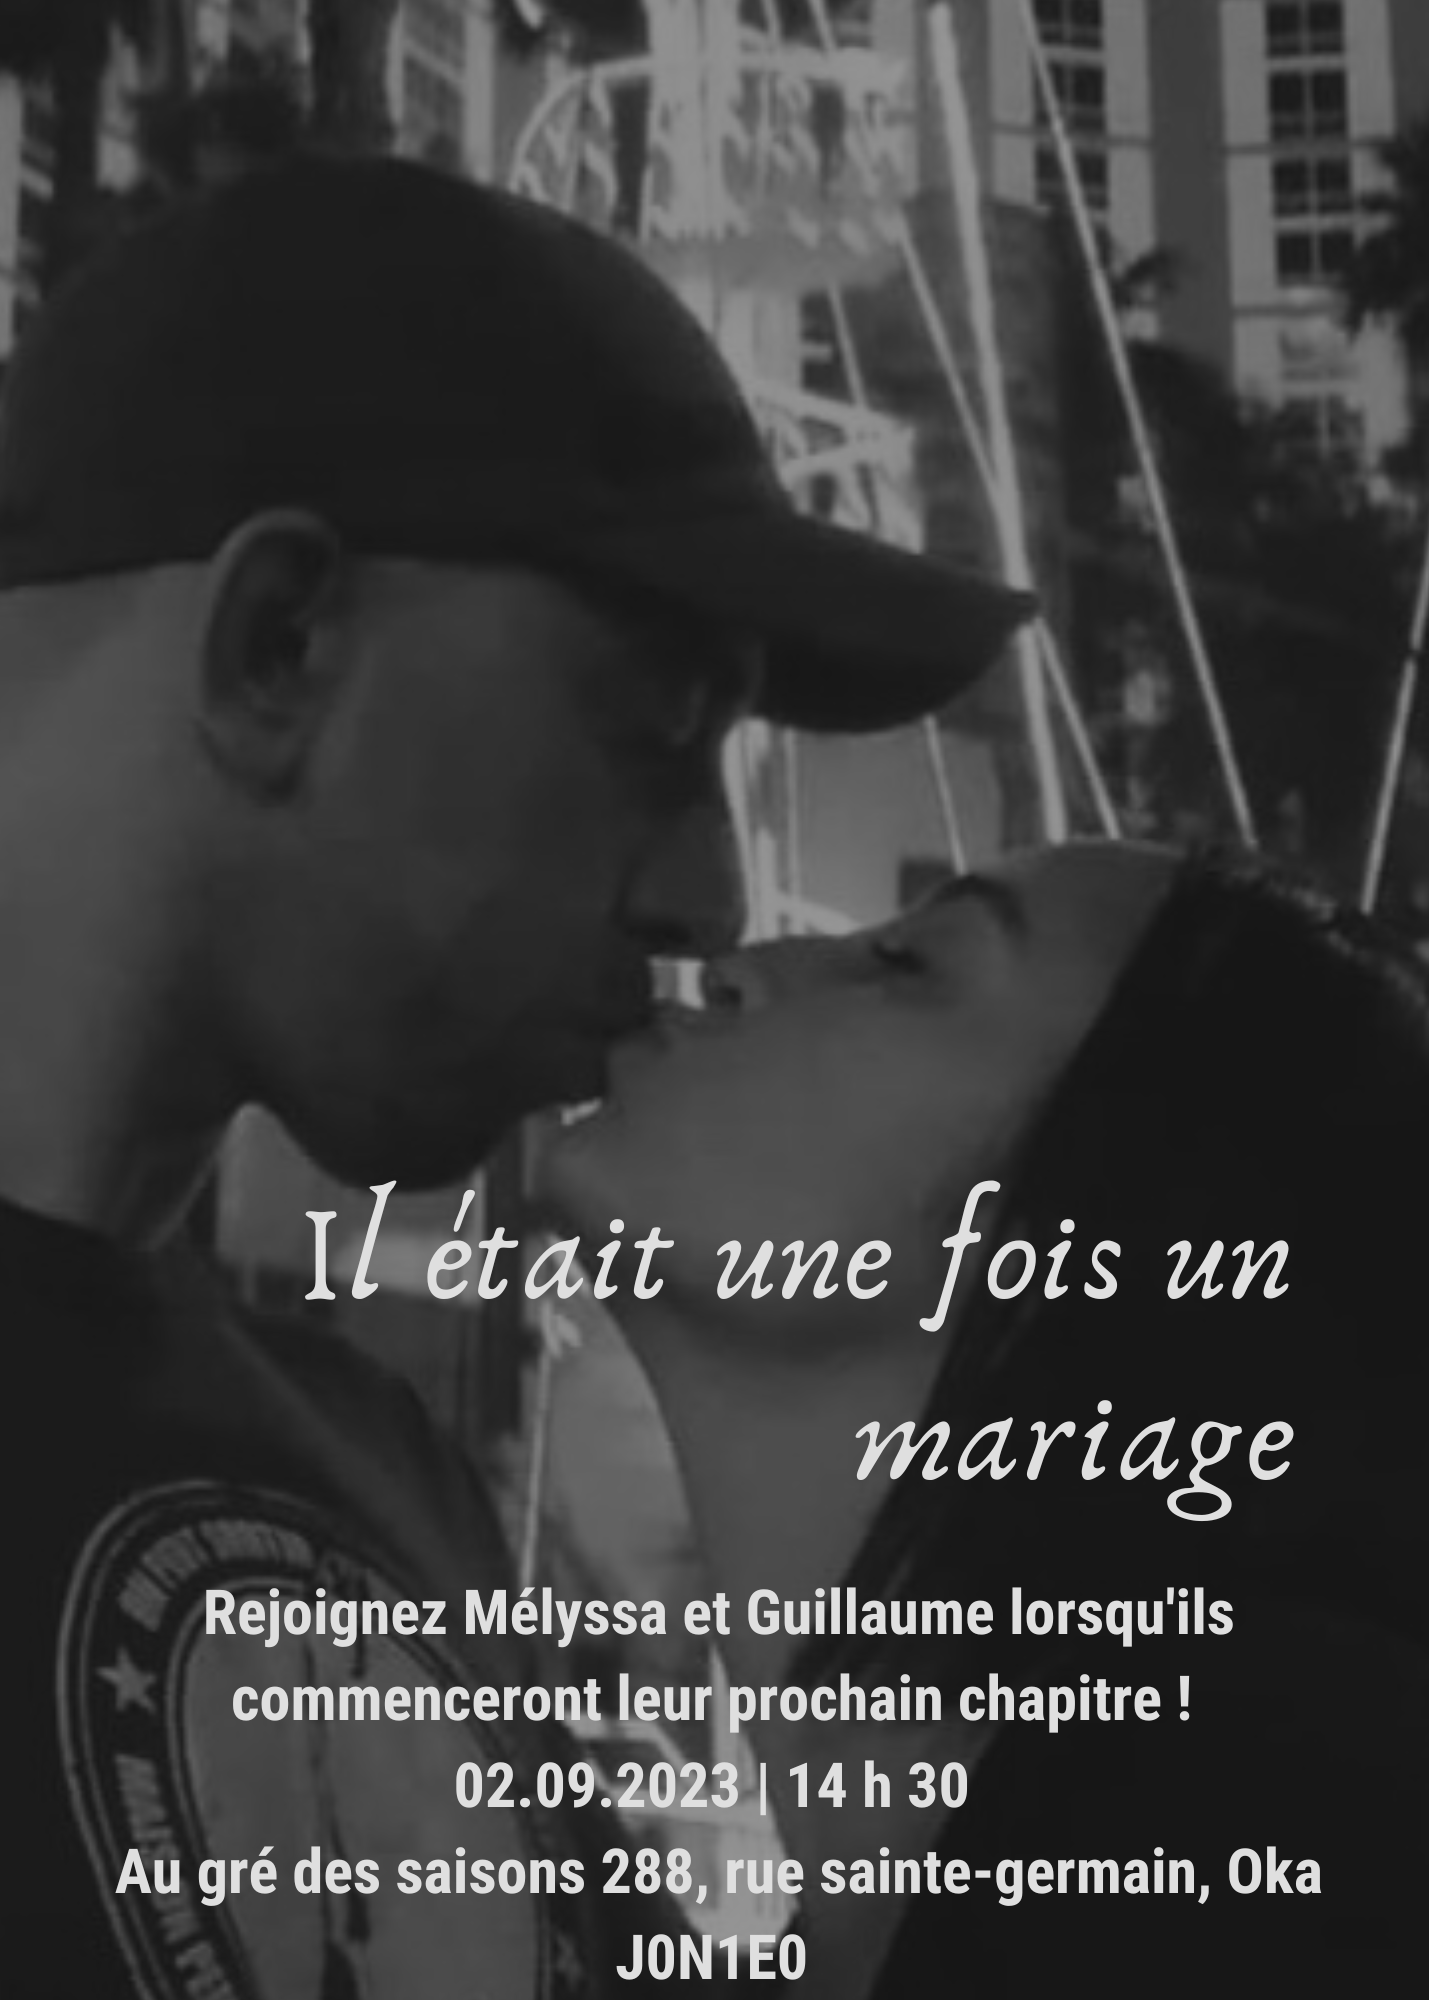 Il était une fois un
mariage
Rejoignez Mélyssa et Guillaume lorsqu'ils
commenceront leur prochain chapitre !
02.09.2023 | 14 h 30
Au gré des saisons 288, rue sainte-germain, Oka
J0N1E0
MAISON